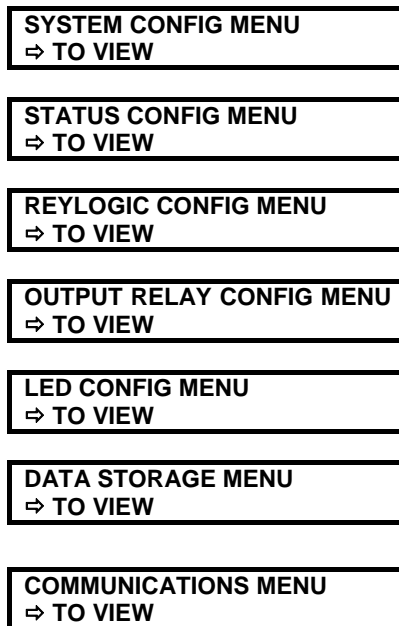 SYSTEM CONFIG MENU
⇨ TO VIEW
STATUS CONFIG MENU
⇨ TO VIEW
REYLOGIC CONFIG MENU
⇨ TO VIEW
OUTPUT RELAY CONFIG MENU
⇨ TO VIEW
LED CONFIG MENU
⇨ TO VIEW
DATA STORAGE MENU
⇨ TO VIEW
COMMUNICATIONS MENU
⇨ TO VIEW